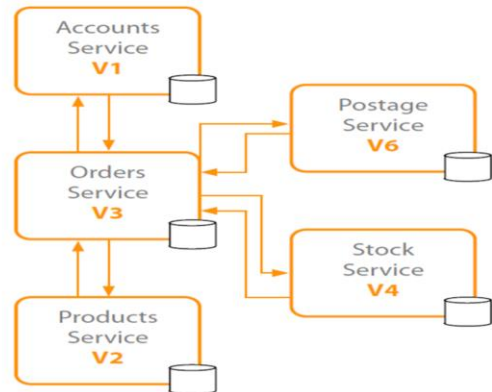 Accounts
Service
V1
Postage
Service
V6
Orders
Service
V3
Stock
Service
V4
Products
Service
V2